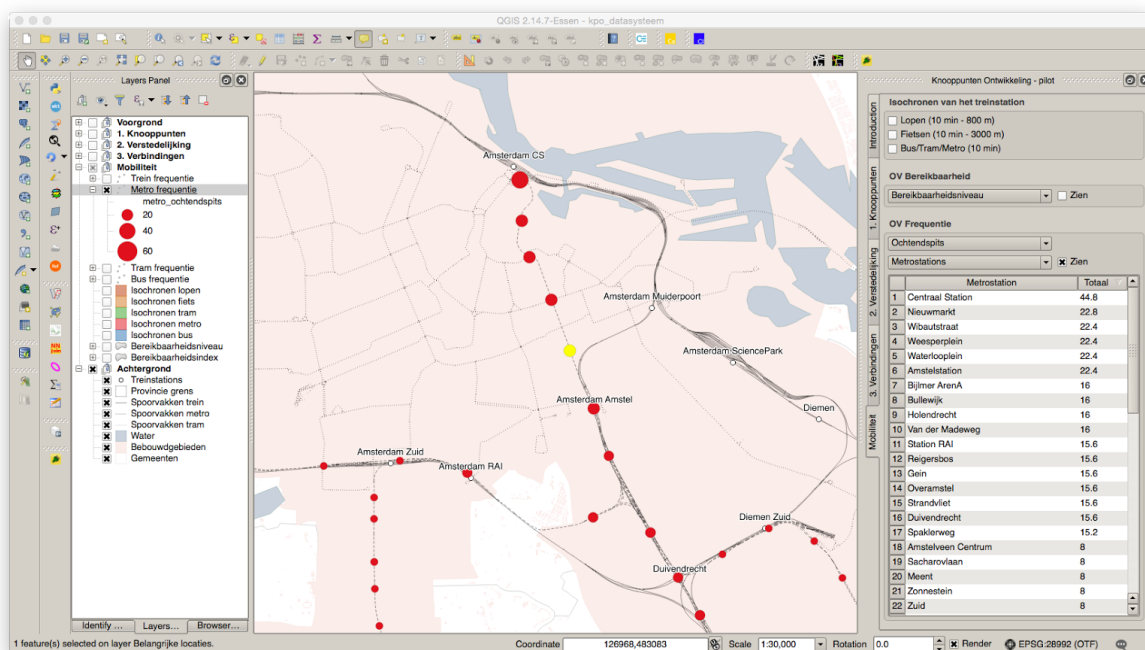 QGIS 2.14.7-Essen - kpo_datasysteem
Layers Panel
Voorgrond
1. Knooppunten
2. Verstedelijking
3. Verbindingen
Mobiliteit
Trein frequentie
Metro frequentie
metro_ochtendspits
20
40
60
Tram frequentie
Bus frequentie
Isochronen lopen
Isochronen fiets
Isochronen tram
Isochronen metro
Isochronen bus
Bereikbaarheidsniveau
Bereikbaarheidsindex
Achtergrond
Treinstations
Provincie grens
Spoorvakken trein
Spoorvakken metro
Spoorvakken tram
Water
Bebouwdgebieden
Gemeenten
Identify ...
Layers...
Browser...
Amsterdam CS
Amsterdam Muiderpoort
Amsterdam SciencePark
Amsterdam Amstel
Diemen
Amsterdam Zuid
Amsterdam RAI
Diemen Zuid
Duivendrecht
Knooppunten Ontwikkeling - pilot
Introduction
1. Knooppunten
2. Verstedelijking
3. Verbindingen
Mobiliteit
Isochronen van het treinstation
Lopen (10 min - 800 m)
Fietsen (10 min - 3000 m)
Bus/Tram/Metro (10 min)
OV Bereikbaarheid
Bereikbaarheidsniveau Zien
OV Frequentie
Ochtendspits
Metrostations Zien
Metrostation Totaal
1 Centraal Station 44.8
2 Nieuwmarkt 22.8
3 Wibautstraat 22.4
4 Weesperplein 22.4
5 Waterlooplein 22.4
6 Amstelstation 22.4
7 Bijlmer ArenA 16
8 Bullewijk 16
9 Holendrecht 16
10 Van der Madeweg 16
11 Station RAI 15.6
12 Reigersbos 15.6
13 Gein 15.6
14 Overamstel 15.6
15 Strandvliet 15.6
16 Duivendrecht 15.6
17 Spaklerweg 15.2
18 Amstelveen Centrum 8
19 Sacharovlaan 8
20 Meent 8
21 Zonnestein 8
22 Zuid 8
1 feature(s) selected on layer Belangrijke locaties.
Coordinate 126968,483083 Scale 1:30,000 Rotation 0.0 Render EPSG:28992 (OTF)